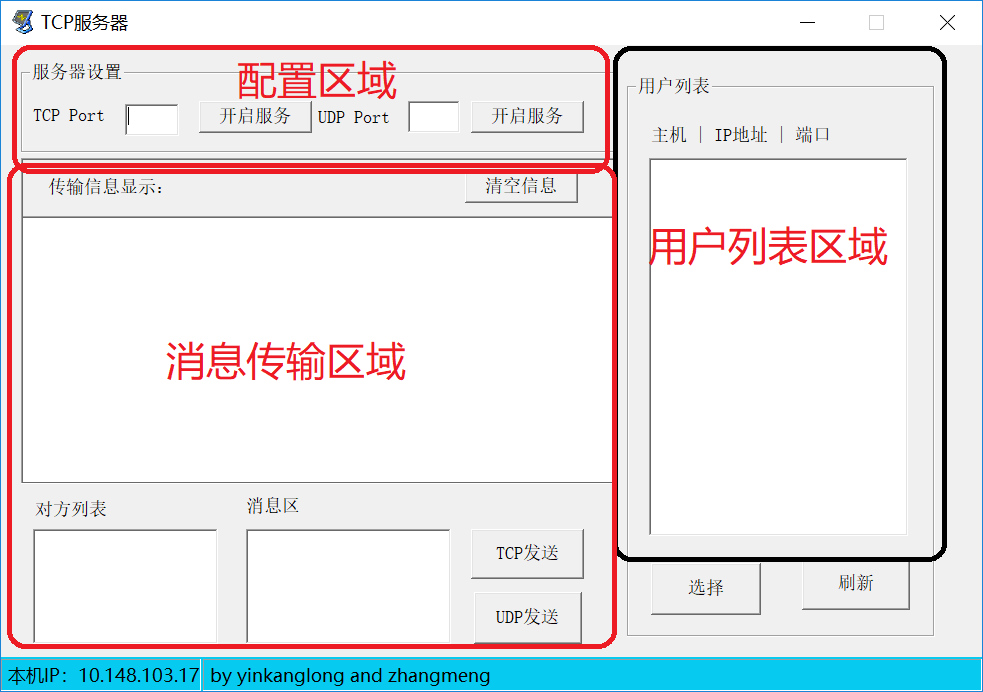 TCP服务器
服务器设置
配置区域
TCP Port
开启服务
UDP Port
开启服务
传输信息显示:
清空信息
消息传输区域
对方列表
消息区
TCP发送
UDP发送
用户列表
主机 | IP地址 | 端口
用户列表区域
选择
刷新
本机IP：10.148.103.17
by yinkanglong and zhangmeng